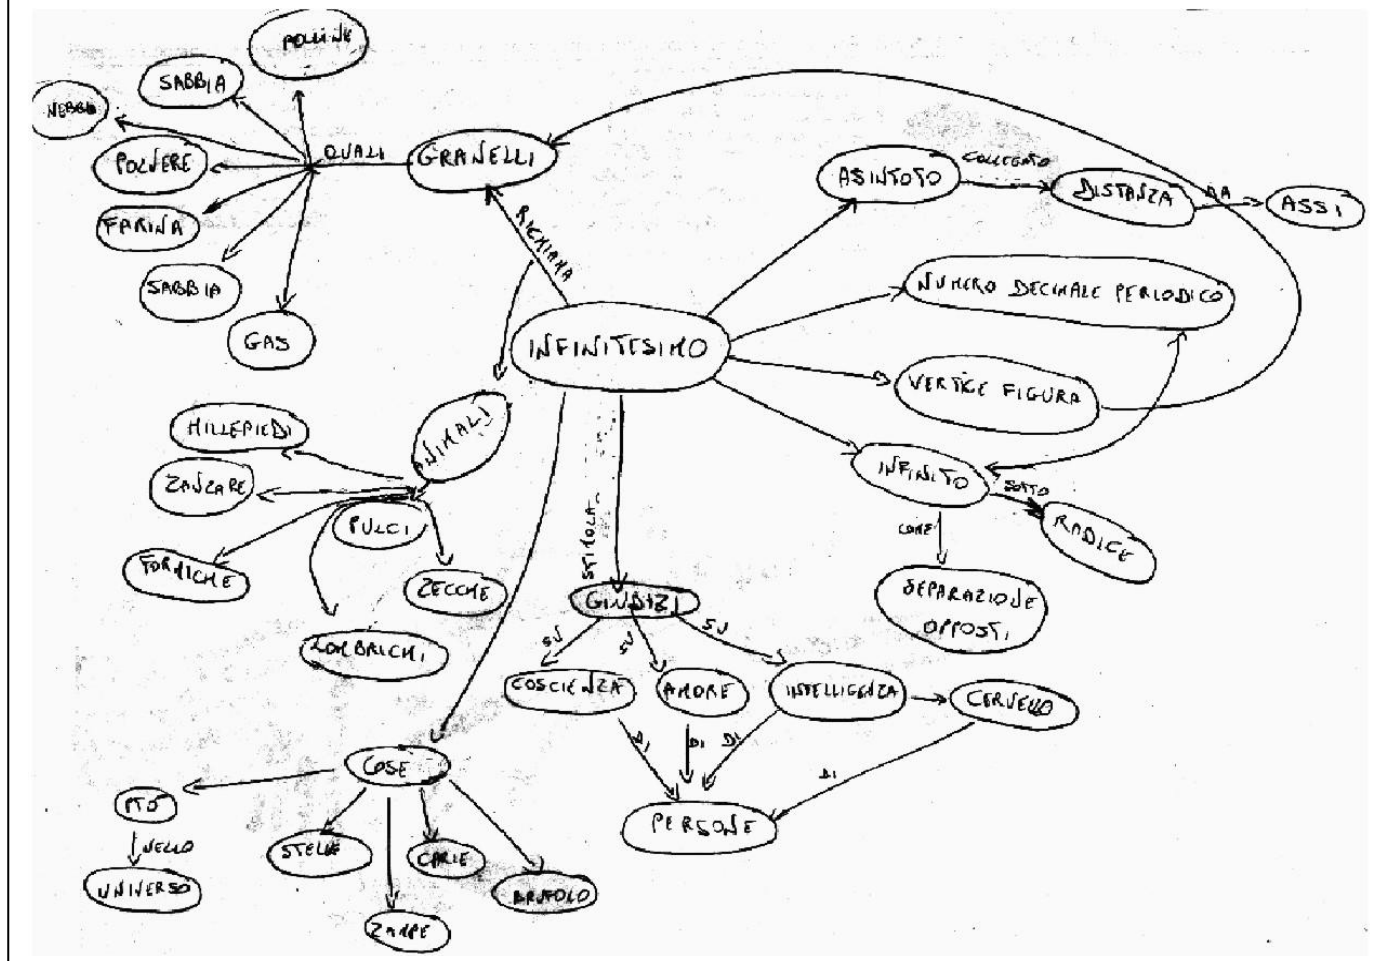 POLLINE
SABBIA
NEBBIA
POLVERE
QUALI
GRANELLI
FARINA
SABBIA
GAS
RICHIAMA
ASINTOTO
DISTANZA
DA
ASSI
NUMERO DECIMALE PERIODICO
INFINITESIMO
VERTICE FIGURA
ANIMALI
MILLEPIEDI
ZANZARE
PULCI
FORMICHE
ZECCHE
LOMBRICHI
INFINITO
SOTTO
RADICE
COME
SEPARAZIONE
OPPOSTI
STIMOLA
GIUDIZI
SU
SU
SU
COSCIENZA
AMORE
INTELLIGENZA
CERVELLO
DI
DI
DI
DI
PERSONE
COSE
PTO
NELLO
UNIVERSO
STELLE
CARIE
BRUFOLO
ZAMPE